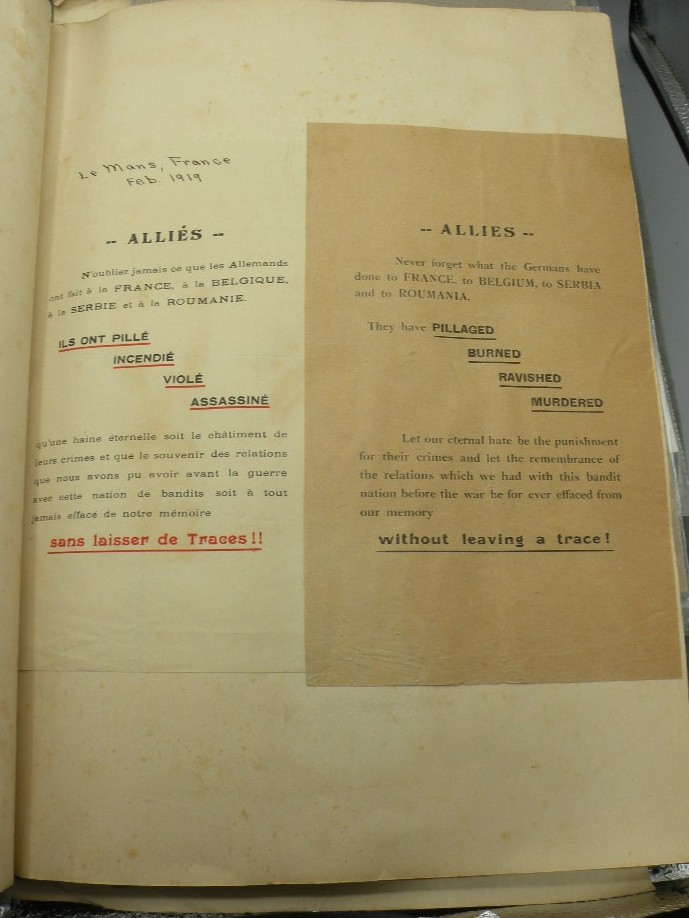 Le Mans, France
Feb. 1919
-- ALLIÉS --
N'oubliez jamais ce que les Allemands
ont fait à la FRANCE, à la BELGIQUE,
à la SERBIE et à la ROUMANIE.
ILS ONT PILLÉ
INCENDIÉ
VIOLÉ
ASSASSINÉ
qu'une haine éternelle soit le châtiment de
leurs crimes et que le souvenir des relations
que nous avons pu avoir avant la guerre
avec cette nation de bandits soit à tout
jamais effacé de notre mémoire
sans laisser de Traces !!
-- ALLIES --
Never forget what the Germans have
done to FRANCE, to BELGIUM, to SERBIA
and to ROUMANIA.
They have PILLAGED
BURNED
RAVISHED
MURDERED
Let our eternal hate be the punishment
for their crimes and let the remembrance of
the relations which we had with this bandit
nation before the war be for ever effaced from
our memory
without leaving a trace !